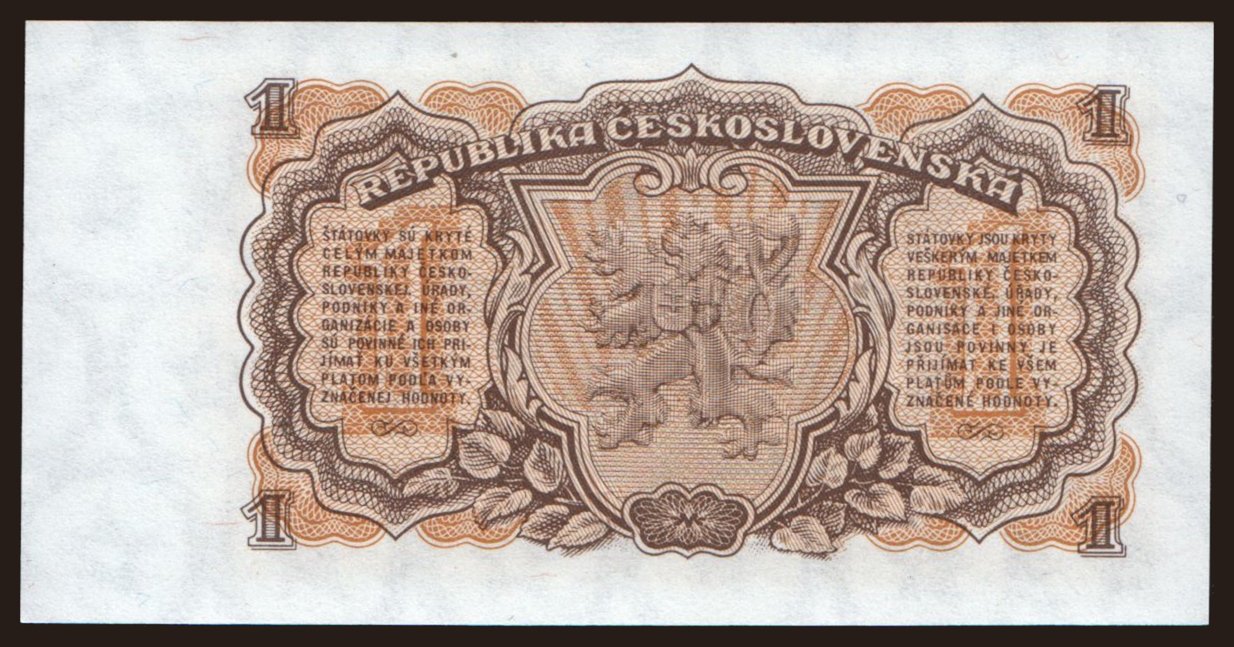 1 1
REPUBLIKA ČESKOSLOVENSKÁ
ŠTÁTOVKY SÚ KRYTÉ
CELÝM MAJETKOM
REPUBLIKY ČESKO-
SLOVENSKEJ. ÚRADY,
PODNIKY A INÉ OR-
GANIZÁCIE A OSOBY
SÚ POVINNÉ ICH PRI-
JÍMAŤ KU VŠETKÝM
PLATOM PODĽA VY-
ZNAČENEJ HODNOTY.
STÁTOVKY JSOU KRYTY
VEŠKERÝM MAJETKEM
REPUBLIKY ČESKO-
SLOVENSKÉ. ÚŘADY,
PODNIKY A JINÉ OR-
GANISACE I OSOBY
JSOU POVINNY JE
PŘIJÍMAT KE VŠEM
PLATŮM PODLE VY-
ZNAČENÉ HODNOTY.
1 1